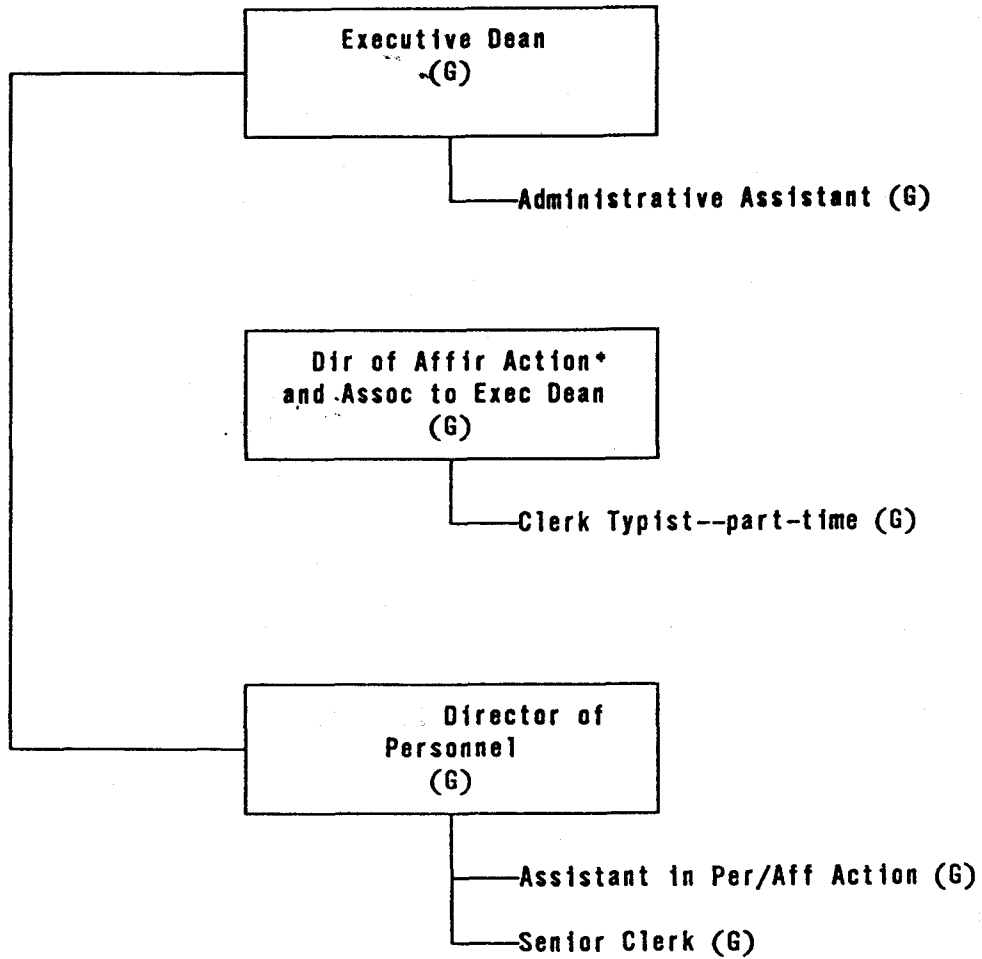 Executive Dean
(G)
Administrative Assistant (G)
Dir of Affir Action*
and Assoc to Exec Dean
(G)
Clerk Typist--part-time (G)
Director of
Personnel
(G)
Assistant in Per/Aff Action (G)
Senior Clerk (G)